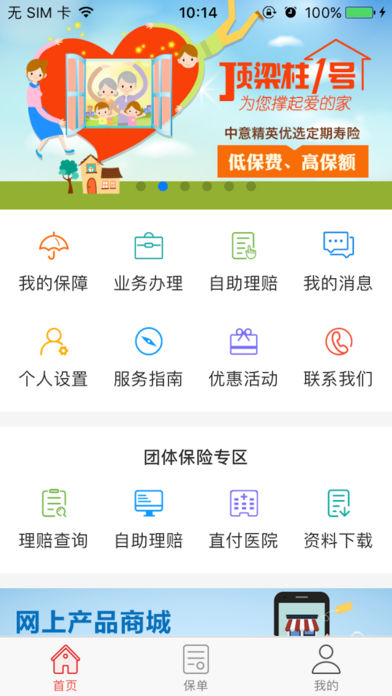 无 SIM 卡 10:14 100%
顶梁柱1号
为您撑起爱的家
中意精英优选定期寿险
低保费、高保额
我的保障 业务办理 自助理赔 我的消息
个人设置 服务指南 优惠活动 联系我们
团体保险专区
理赔查询 自助理赔 直付医院 资料下载
网上产品商城
首页 保单 我的